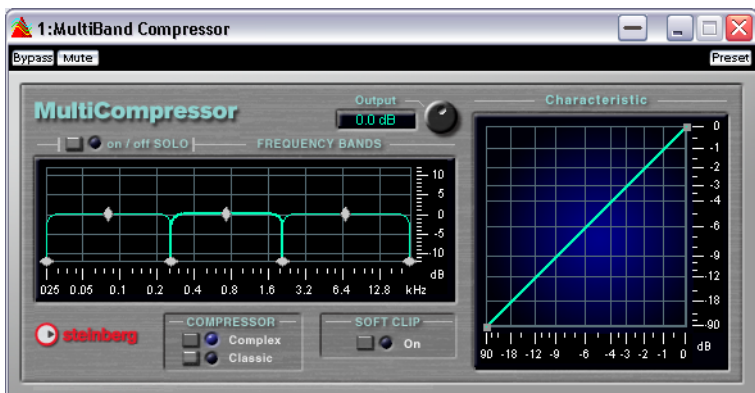 1:MultiBand Compressor
Bypass Mute Preset
MultiCompressor
Output
0.0 dB
on / off SOLO
FREQUENCY BANDS
10
5
0
-5
-10
dB
025 0.05 0.1 0.2 0.4 0.8 1.6 3.2 6.4 12.8 kHz
steinberg
COMPRESSOR
Complex
Classic
SOFT CLIP
On
Characteristic
0
-1
-2
-3
-4
-6
-9
-12
-18
-90
dB
90 -18 -12 -9 -6 -4 -3 -2 -1 0